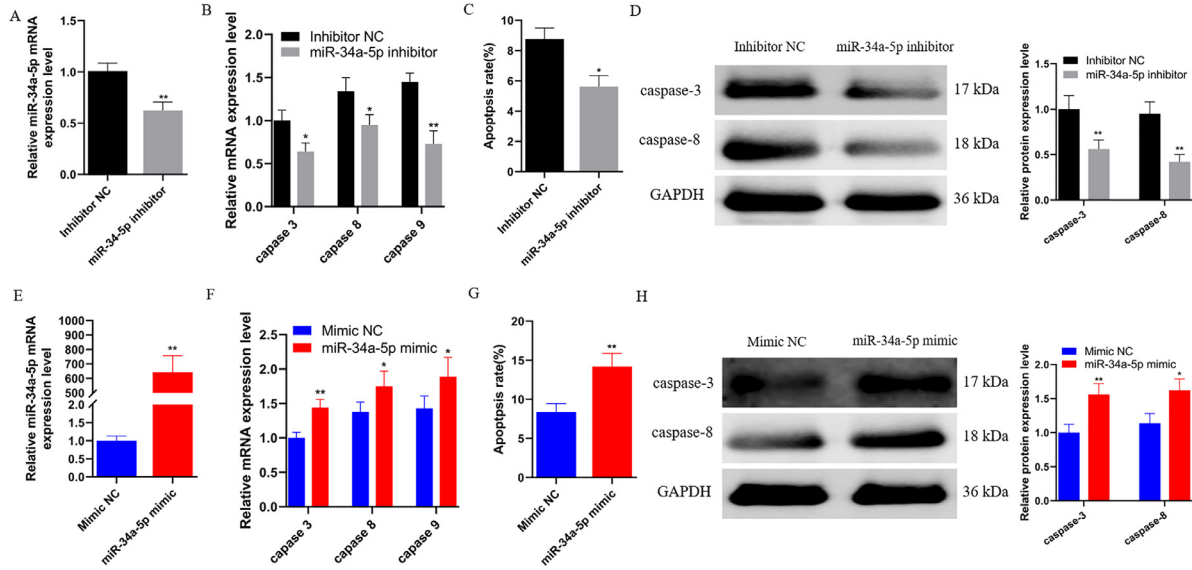 A
Relative miR-34a-5p mRNA
expression level
1.5
1.0
0.5
0.0
**
Inhibitor NC
miR-34-5p inhibitor
B
Relative mRNA expression level
2.0
1.5
1.0
0.5
0.0
Inhibitor NC
miR-34a-5p inhibitor
*
*
**
capase 3
capase 8
capase 9
C
Apoptpsis rate(%)
10
8
6
4
2
0
*
Inhibitor NC
miR-34a-5p inhibitor
D
Inhibitor NC
miR-34a-5p inhibitor
caspase-3
17 kDa
caspase-8
18 kDa
GAPDH
36 kDa
Relative protein expression level
1.5
1.0
0.5
0.0
Inhibitor NC
miR-34a-5p inhibitor
**
**
caspase-3
caspase-8
E
Relative miR-34a-5p mRNA
expression level
1000
900
800
700
600
500
2.0
1.5
1.0
0.5
0.0
**
Mimic NC
miR-34a-5p mimic
F
Relative mRNA expression level
2.5
2.0
1.5
1.0
0.5
0.0
Mimic NC
miR-34a-5p mimic
**
*
*
capase 3
capase 8
capase 9
G
Apoptpsis rate(%)
20
15
10
5
0
**
Mimic NC
miR-34a-5p mimic
H
Mimic NC
miR-34a-5p mimic
caspase-3
17 kDa
caspase-8
18 kDa
GAPDH
36 kDa
Relative protein expression level
2.0
1.5
1.0
0.5
0.0
Mimic NC
miR-34a-5p mimic
**
*
caspase-3
caspase-8